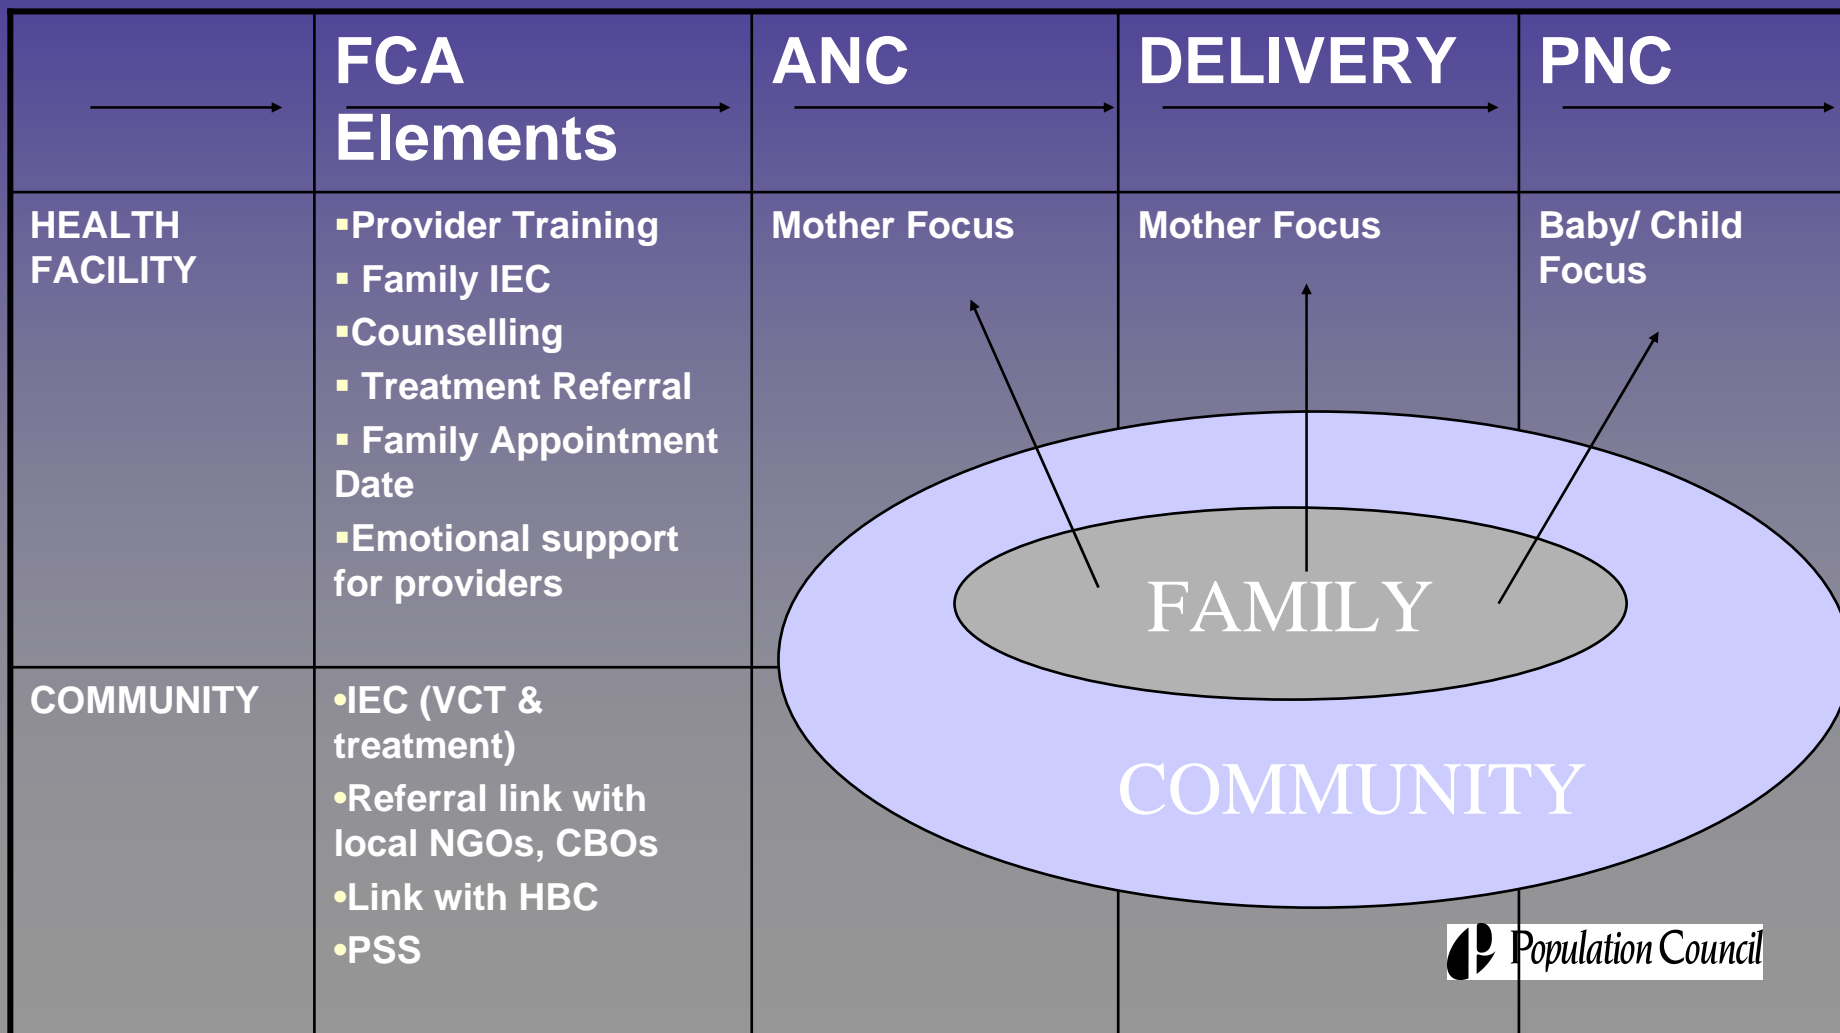 FCA
Elements
ANC
DELIVERY
PNC
HEALTH
FACILITY
▪Provider Training
▪ Family IEC
▪Counselling
▪ Treatment Referral
▪ Family Appointment
Date
▪Emotional support
for providers
Mother Focus
Mother Focus
Baby/ Child
Focus
FAMILY
COMMUNITY
COMMUNITY
•IEC (VCT &
treatment)
•Referral link with
local NGOs, CBOs
•Link with HBC
•PSS
Population Council